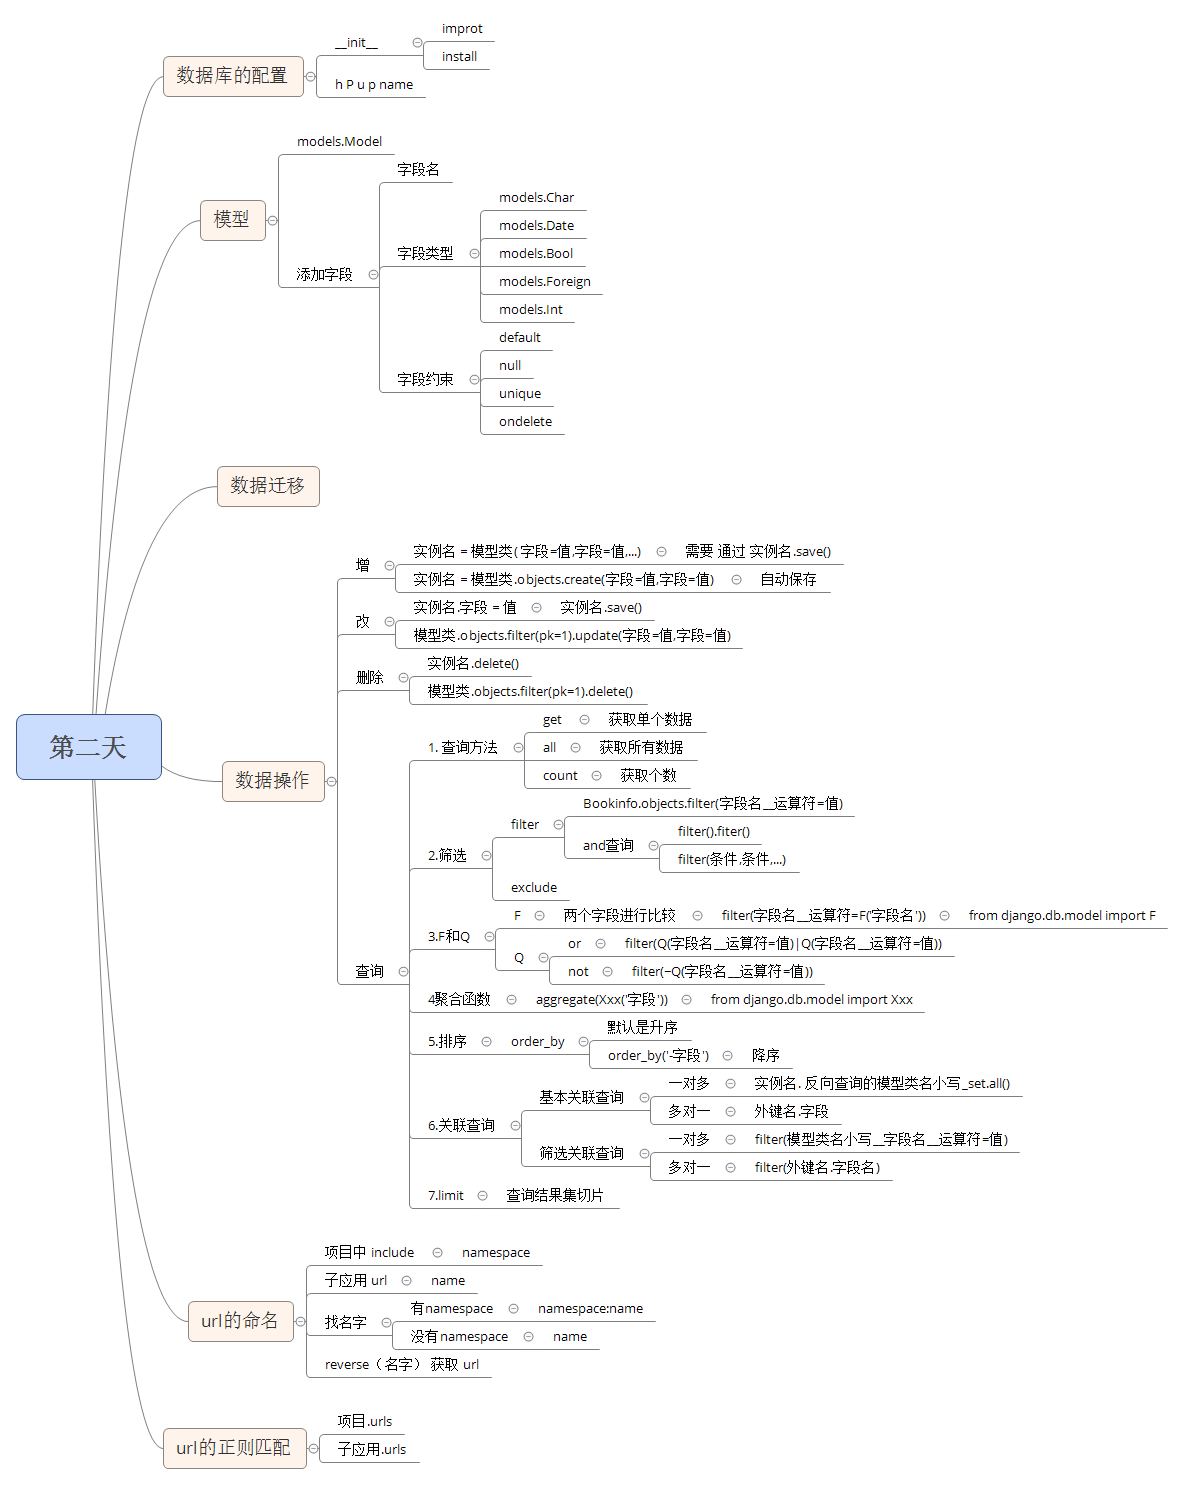 第二天
数据库的配置
__init__
improt
install
h P u p name
模型
models.Model
添加字段
字段名
字段类型
models.Char
models.Date
models.Bool
models.Foreign
models.Int
字段约束
default
null
unique
ondelete
数据迁移
数据操作
增
实例名 = 模型类( 字段=值,字段=值,...)
需要 通过 实例名.save()
实例名 = 模型类.objects.create(字段=值,字段=值)
自动保存
改
实例名.字段 = 值
实例名.save()
模型类.objects.filter(pk=1).update(字段=值,字段=值)
删除
实例名.delete()
模型类.objects.filter(pk=1).delete()
查询
1. 查询方法
get
获取单个数据
all
获取所有数据
count
获取个数
2.筛选
filter
Bookinfo.objects.filter(字段名__运算符=值)
and查询
filter().fiter()
filter(条件,条件,...)
exclude
3.F和Q
F
两个字段进行比较
filter(字段名__运算符=F('字段名'))
from django.db.model import F
Q
or
filter(Q(字段名__运算符=值)|Q(字段名__运算符=值))
not
filter(~Q(字段名__运算符=值))
4聚合函数
aggregate(Xxx('字段'))
from django.db.model import Xxx
5.排序
order_by
默认是升序
order_by('-字段')
降序
6.关联查询
基本关联查询
一对多
实例名. 反向查询的模型类名小写_set.all()
多对一
外键名.字段
筛选关联查询
一对多
filter(模型类名小写__字段名__运算符=值)
多对一
filter(外键名.字段名)
7.limit
查询结果集切片
url的命名
项目中 include
namespace
子应用 url
name
找名字
有namespace
namespace:name
没有namespace
name
reverse（名字） 获取 url
url的正则匹配
项目.urls
子应用.urls